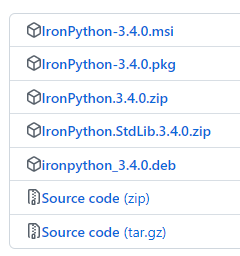 IronPython-3.4.0.msi
IronPython-3.4.0.pkg
IronPython.3.4.0.zip
IronPython.StdLib.3.4.0.zip
ironpython_3.4.0.deb
Source code (zip)
Source code (tar.gz)